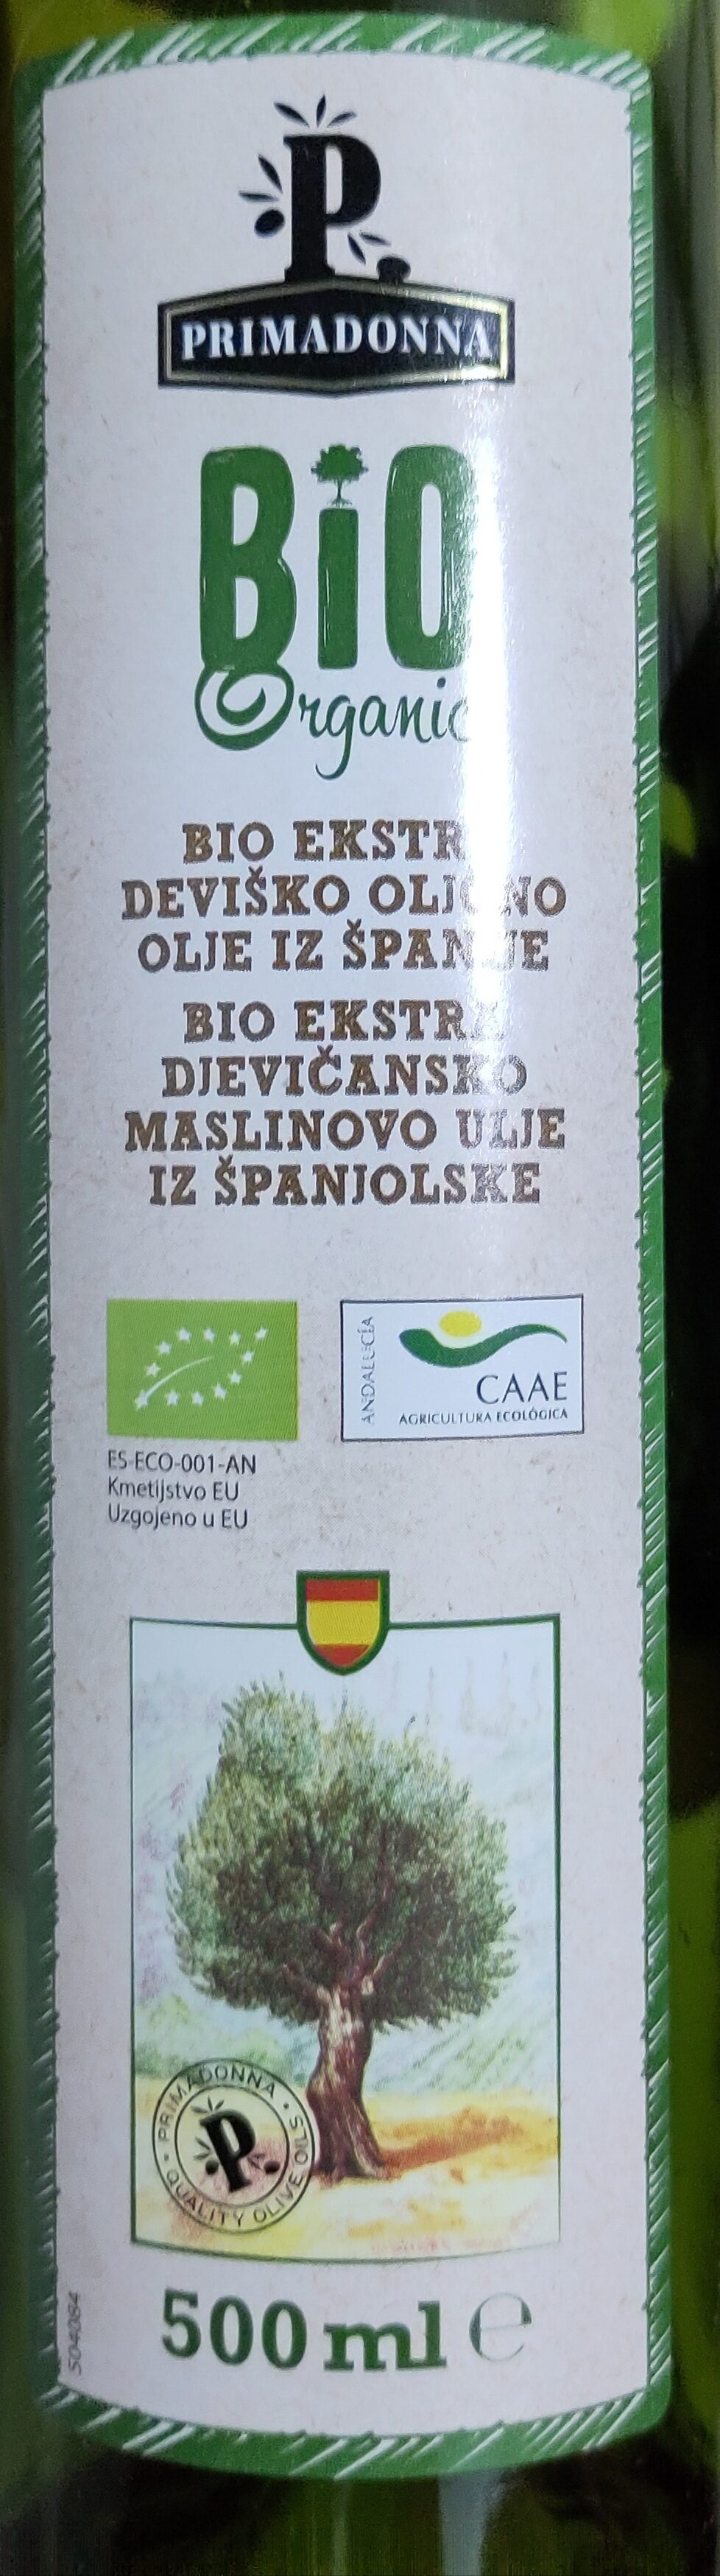 P.
PRIMADONNA
BiO
Organic
BIO EKSTRA
DEVIŠKO OLJČNO
OLJE IZ ŠPANIJE
BIO EKSTRA
DJEVIČANSKO
MASLINOVO ULJE
IZ ŠPANJOLSKE
ANDALUCÍA
CAAE
AGRICULTURA ECOLÓGICA
ES-ECO-001-AN
Kmetijstvo EU
Uzgojeno u EU
• PRIMADONNA •
P.
QUALITY OLIVE OILS
500 ml ℮
504084